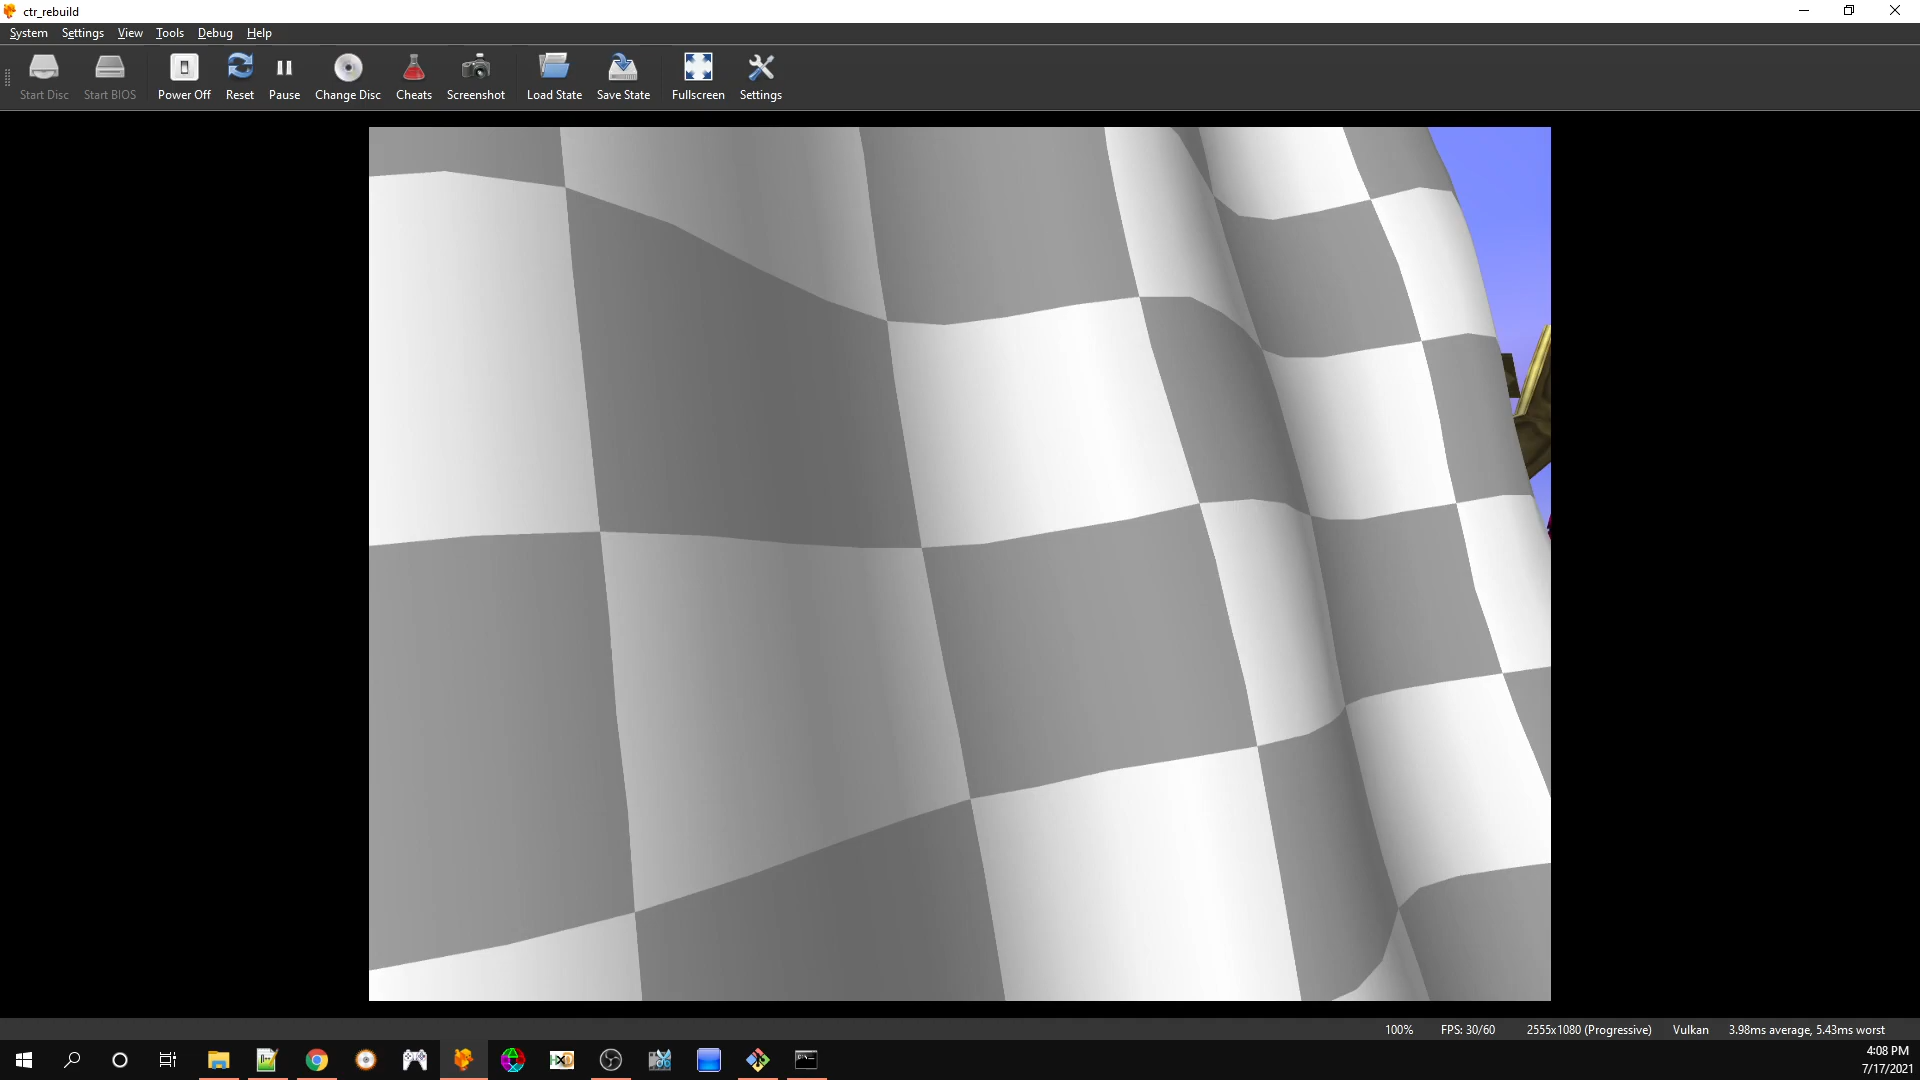 ctr_rebuild
System Settings View Tools Debug Help
Start Disc Start BIOS Power Off Reset Pause Change Disc Cheats Screenshot Load State Save State Fullscreen Settings
100% FPS: 30/60 2555x1080 (Progressive) Vulkan 3.98ms average, 5.43ms worst
4:08 PM
7/17/2021